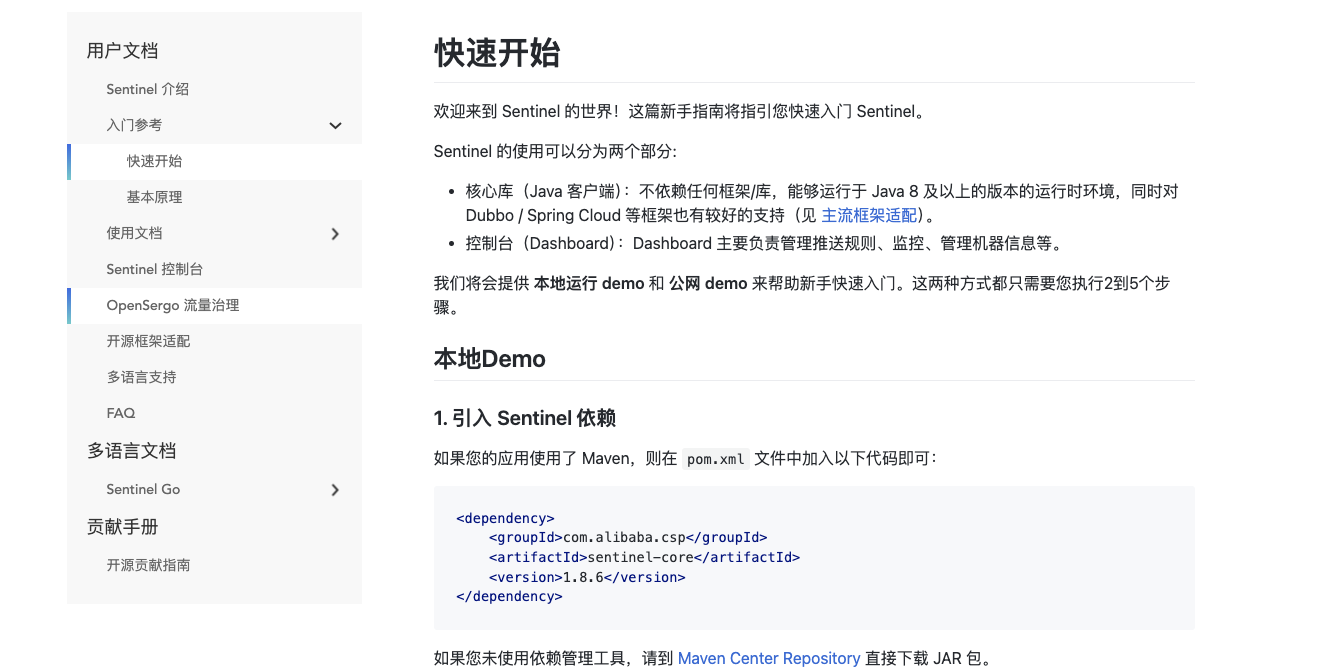 用户文档
Sentinel 介绍
入门参考
快速开始
基本原理
使用文档
Sentinel 控制台
OpenSergo 流量治理
开源框架适配
多语言支持
FAQ
多语言文档
Sentinel Go
贡献手册
开源贡献指南
快速开始
欢迎来到 Sentinel 的世界！这篇新手指南将指引您快速入门 Sentinel。
Sentinel 的使用可以分为两个部分:
• 核心库（Java 客户端）：不依赖任何框架/库，能够运行于 Java 8 及以上的版本的运行时环境，同时对
Dubbo / Spring Cloud 等框架也有较好的支持（见 主流框架适配）。
• 控制台（Dashboard）：Dashboard 主要负责管理推送规则、监控、管理机器信息等。
我们将会提供 本地运行 demo 和 公网 demo 来帮助新手快速入门。这两种方式都只需要您执行2到5个步
骤。
本地Demo
1. 引入 Sentinel 依赖
如果您的应用使用了 Maven，则在 pom.xml 文件中加入以下代码即可：
<dependency>
    <groupId>com.alibaba.csp</groupId>
    <artifactId>sentinel-core</artifactId>
    <version>1.8.6</version>
</dependency>
如果您未使用依赖管理工具，请到 Maven Center Repository 直接下载 JAR 包。